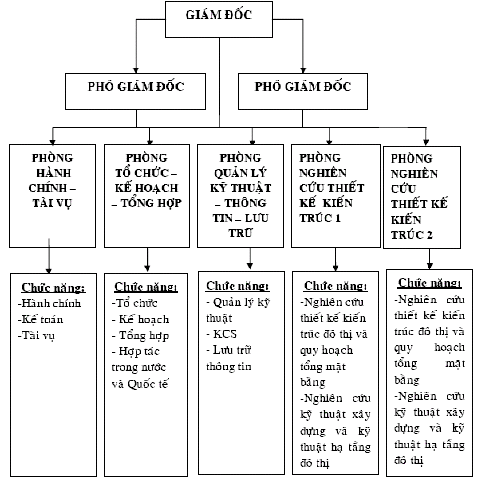 GIÁM ĐỐC
PHÓ GIÁM ĐỐC
PHÓ GIÁM ĐỐC
PHÒNG
HÀNH
CHÍNH –
TÀI VỤ
PHÒNG
TỔ CHỨC –
KẾ HOẠCH
– TỔNG HỢP
PHÒNG
QUẢN LÝ
KỸ THUẬT
– THÔNG
TIN – LƯU
TRỮ
PHÒNG
NGHIÊN
CỨU THIẾT
KẾ KIẾN
TRÚC 1
PHÒNG
NGHIÊN
CỨU
THIẾT KẾ
KIẾN
TRÚC 2
Chức năng:
-Hành chính
-Kế toán
-Tài vụ
Chức năng:
-Tổ chức
- Kế hoạch
- Tổng hợp
- Hợp tác
trong nước
và Quốc tế
Chức năng:
- Quản lý kỹ
thuật
- KCS
- Lưu trữ
thông tin
Chức năng:
-Nghiên cứu
thiết kế kiến
trúc đô thị và
quy hoạch
tổng mặt
bằng
-Nghiên cứu
kỹ thuật xây
dựng và kỹ
thuật hạ tầng
đô thị
Chức năng:
-Nghiên cứu
thiết kế kiến
trúc đô thị và
quy hoạch
tổng mặt
bằng
-Nghiên cứu
kỹ thuật xây
dựng và kỹ
thuật hạ tầng
đô thị